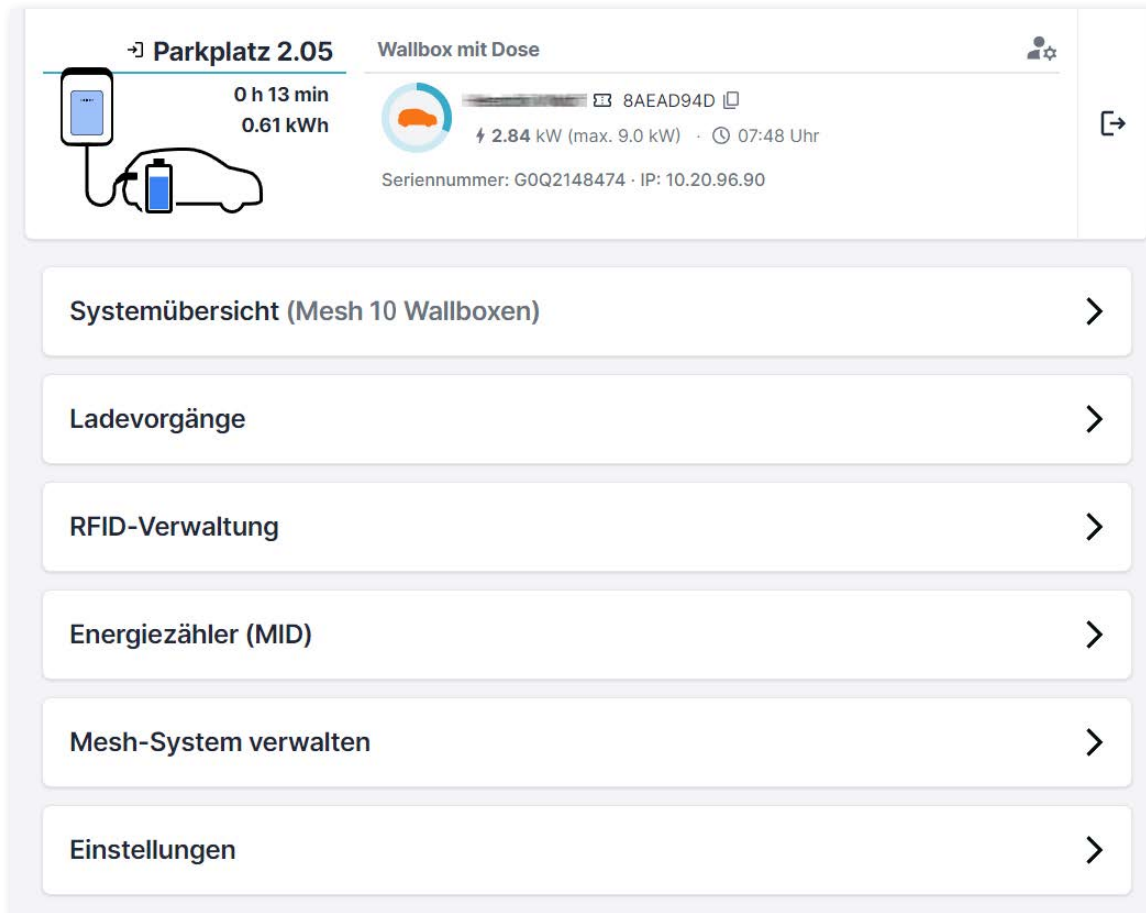 Parkplatz 2.05
0 h 13 min
0.61 kWh
Wallbox mit Dose
8AEAD94D
2.84 kW (max. 9.0 kW) · 07:48 Uhr
Seriennummer: G0Q2148474 · IP: 10.20.96.90
Systemübersicht (Mesh 10 Wallboxen)
Ladevorgänge
RFID-Verwaltung
Energiezähler (MID)
Mesh-System verwalten
Einstellungen